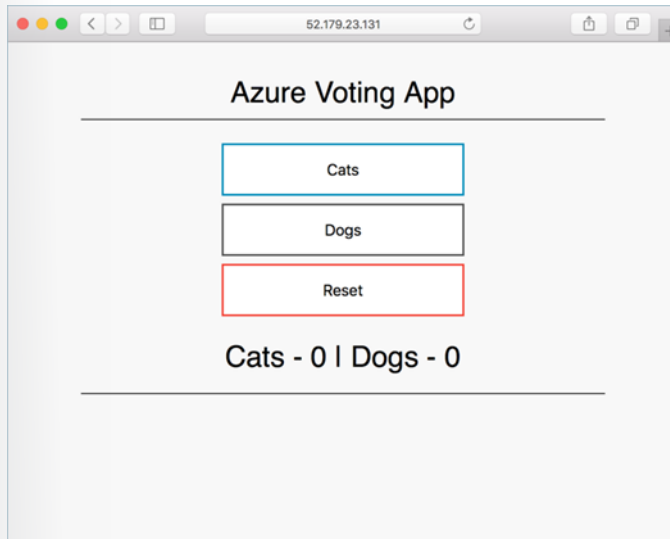 52.179.23.131
Azure Voting App
Cats
Dogs
Reset
Cats - 0 | Dogs - 0